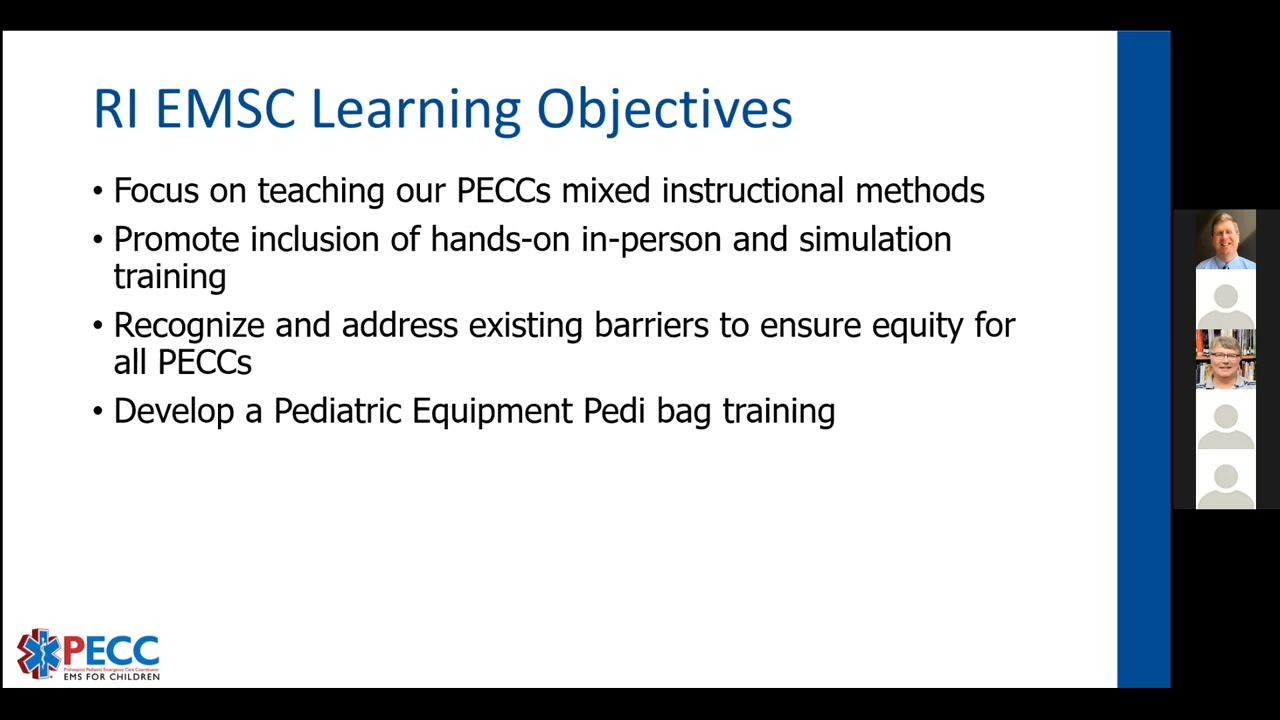 RI EMSC Learning Objectives
• Focus on teaching our PECCs mixed instructional methods
• Promote inclusion of hands-on in-person and simulation
training
• Recognize and address existing barriers to ensure equity for
all PECCs
• Develop a Pediatric Equipment Pedi bag training
PECC
Prehospital Pediatric Emergency Care Coordinator
EMS FOR CHILDREN